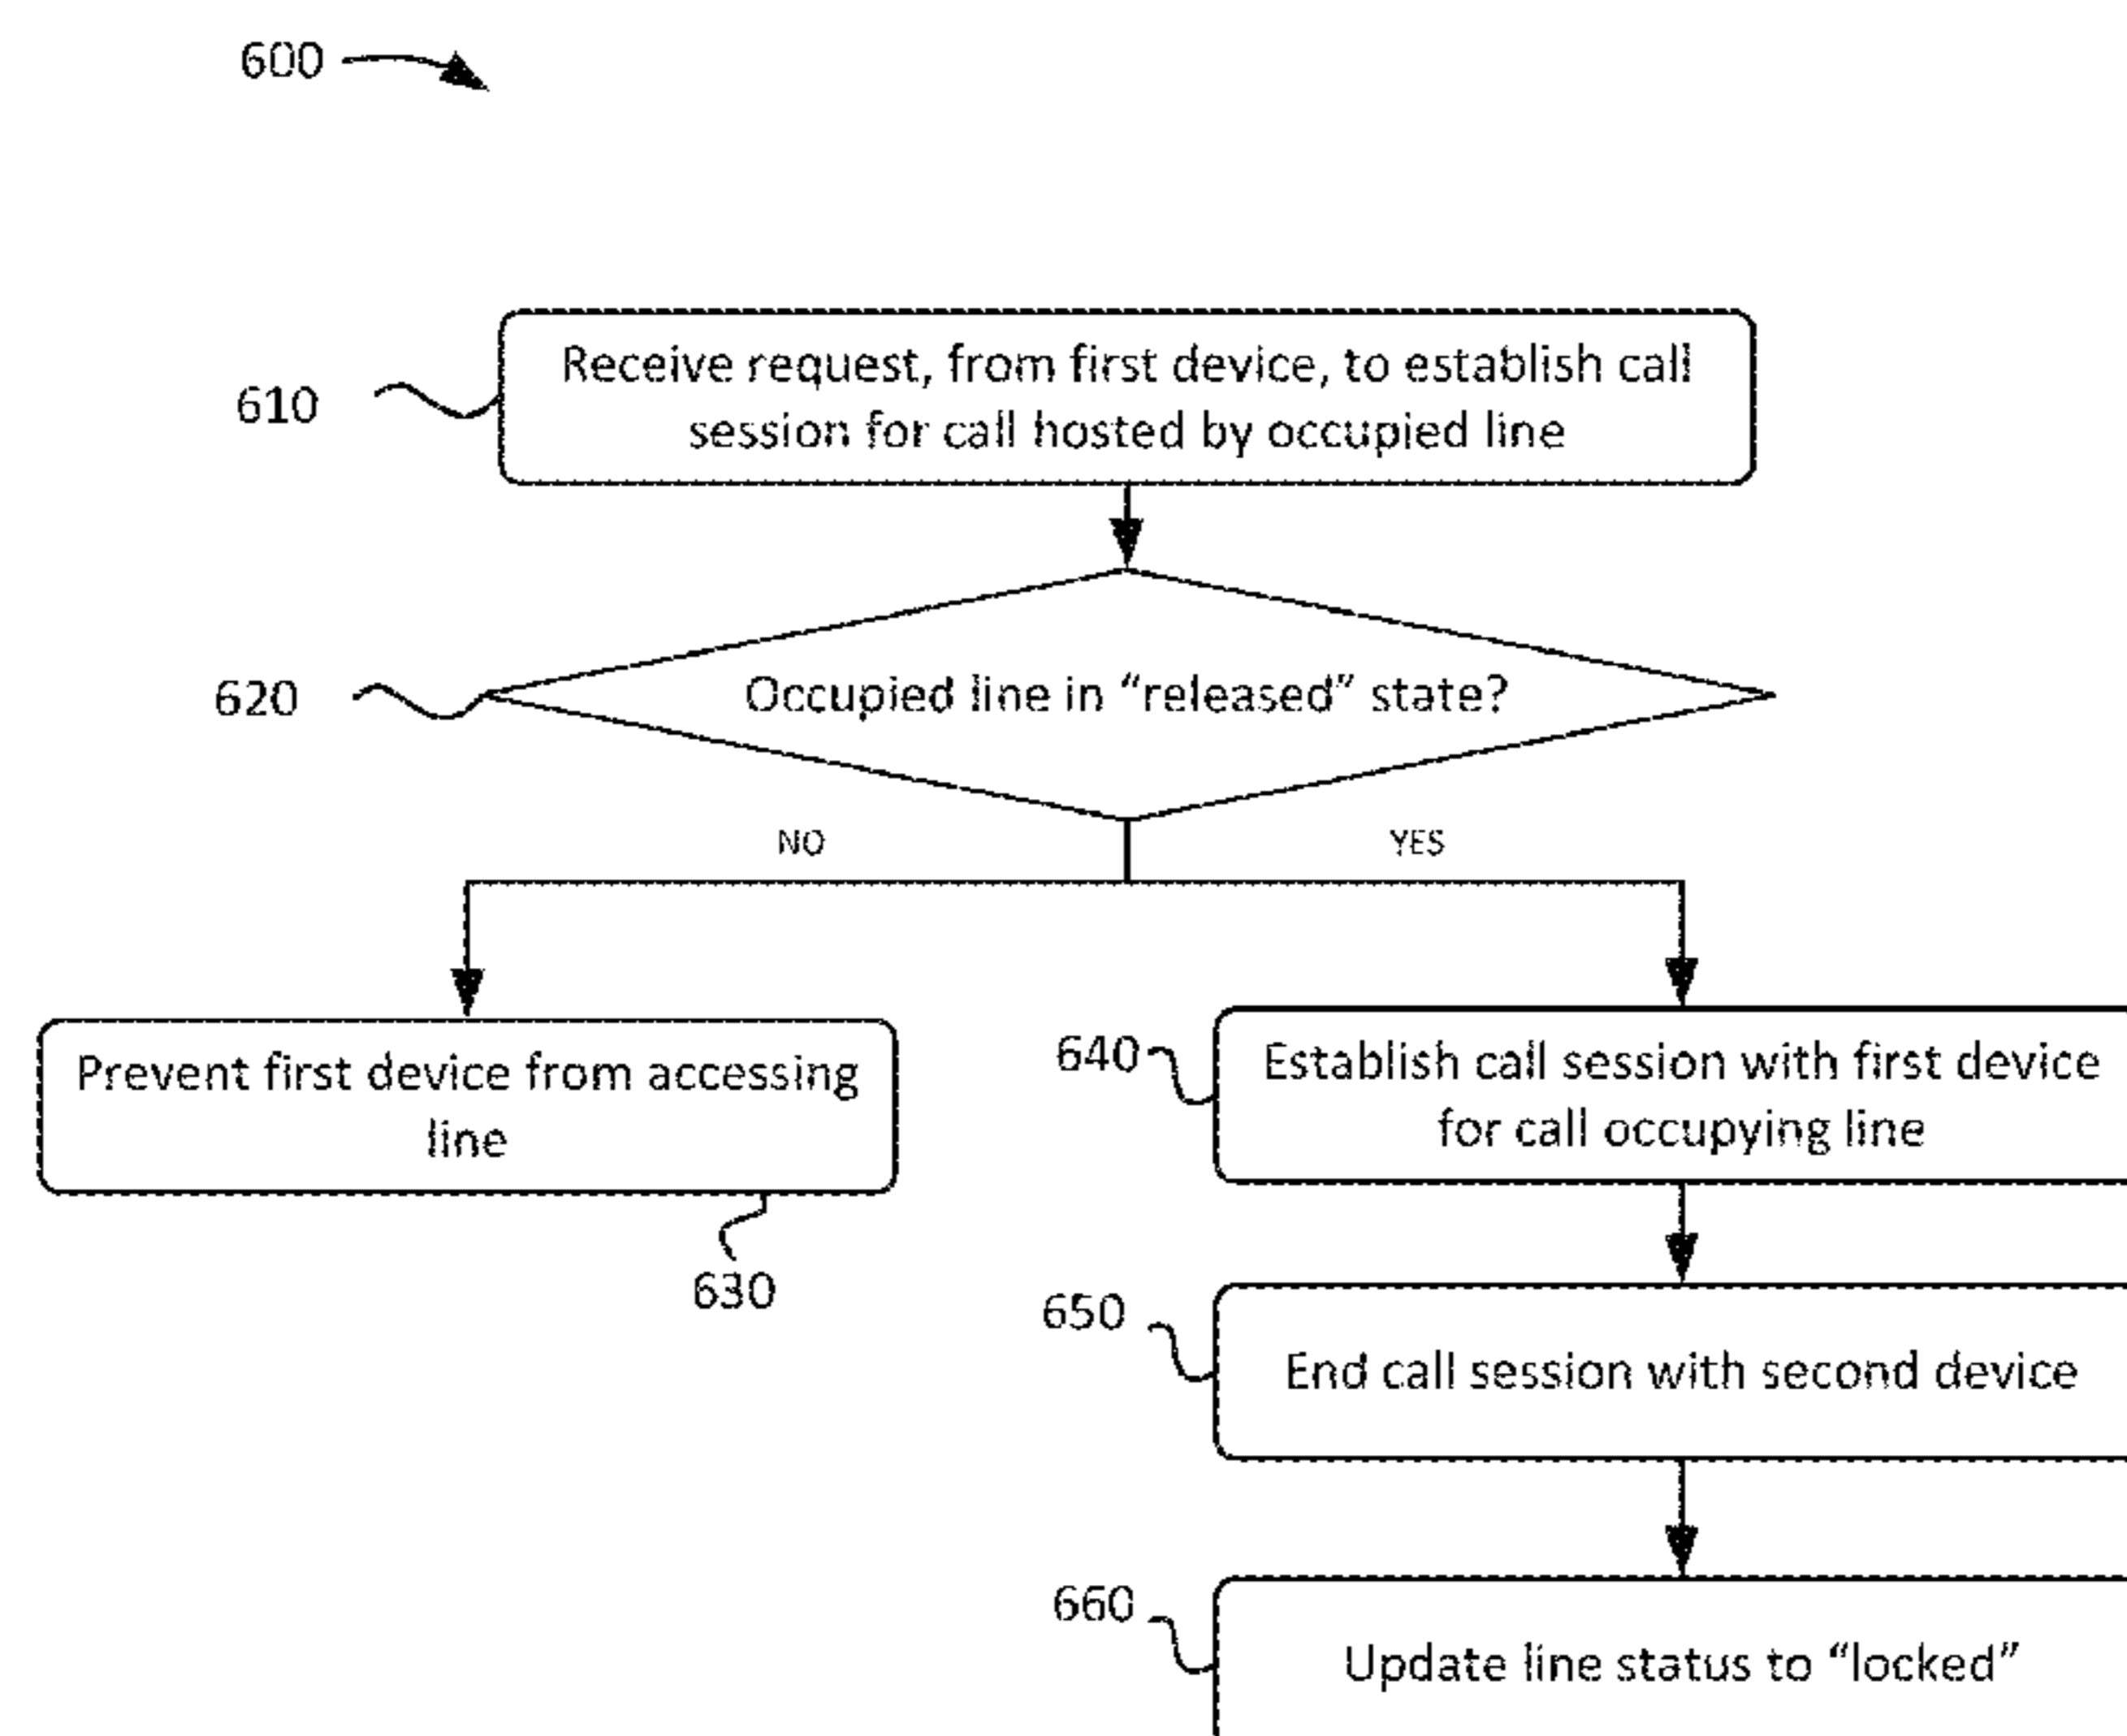 600
610
Receive request, from first device, to establish call
session for call hosted by occupied line
620
Occupied line in “released” state?
NO
YES
Prevent first device from accessing
line
630
640
Establish call session with first device
for call occupying line
650
End call session with second device
660
Update line status to “locked”